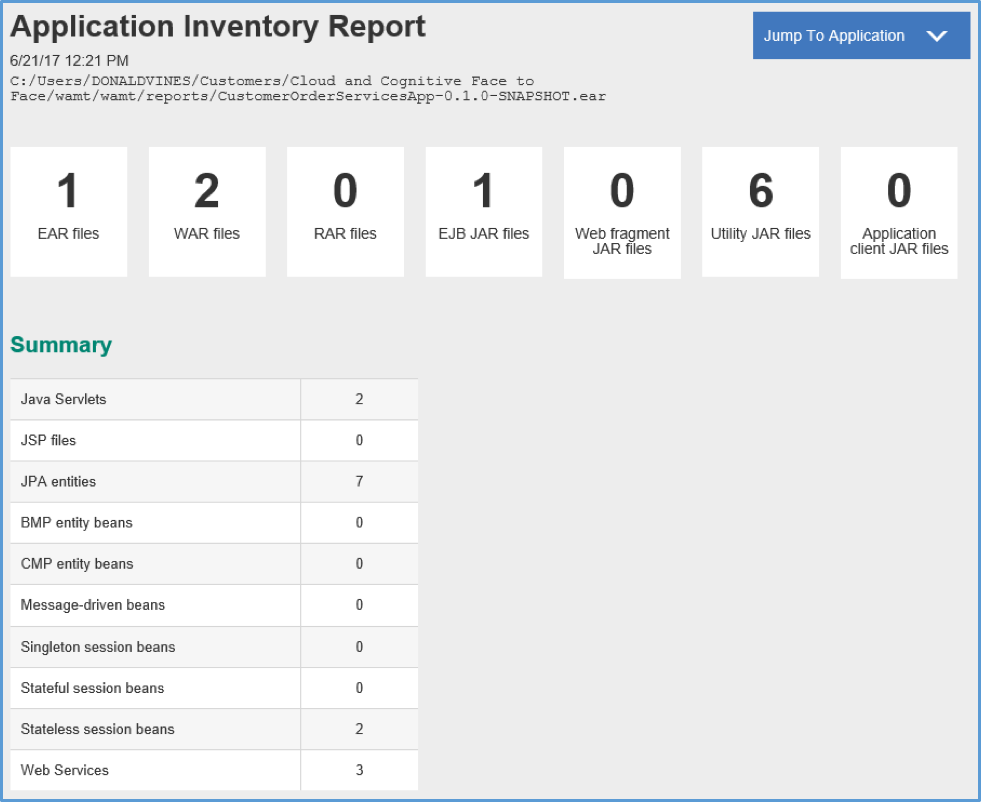 Application Inventory Report
Jump To Application
6/21/17 12:21 PM
C:/Users/DONALDVINES/Customers/Cloud and Cognitive Face to
Face/wamt/wamt/reports/CustomerOrderServicesApp-0.1.0-SNAPSHOT.ear
1
EAR files
2
WAR files
0
RAR files
1
EJB JAR files
0
Web fragment
JAR files
6
Utility JAR files
0
Application
client JAR files
Summary
Java Servlets 2
JSP files 0
JPA entities 7
BMP entity beans 0
CMP entity beans 0
Message-driven beans 0
Singleton session beans 0
Stateful session beans 0
Stateless session beans 2
Web Services 3